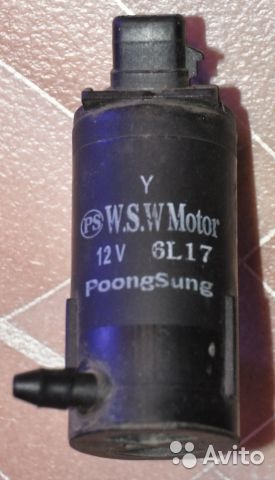 Y
PS W.S.W Motor
12V 6L17
PoongSung
Avito